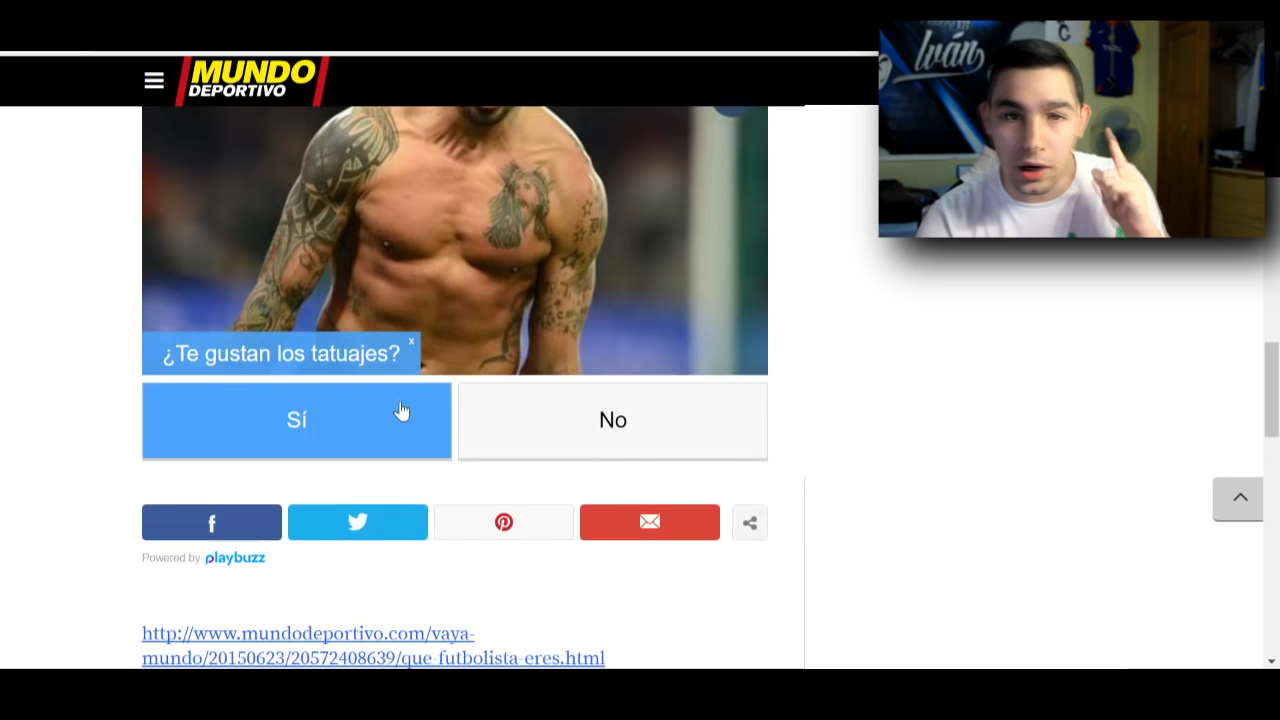 Iván
MUNDO
DEPORTIVO
¿Te gustan los tatuajes?
x
Sí
No
f
Powered by playbuzz
http://www.mundodeportivo.com/vaya-
mundo/20150623/20572408639/que-futbolista-eres.html